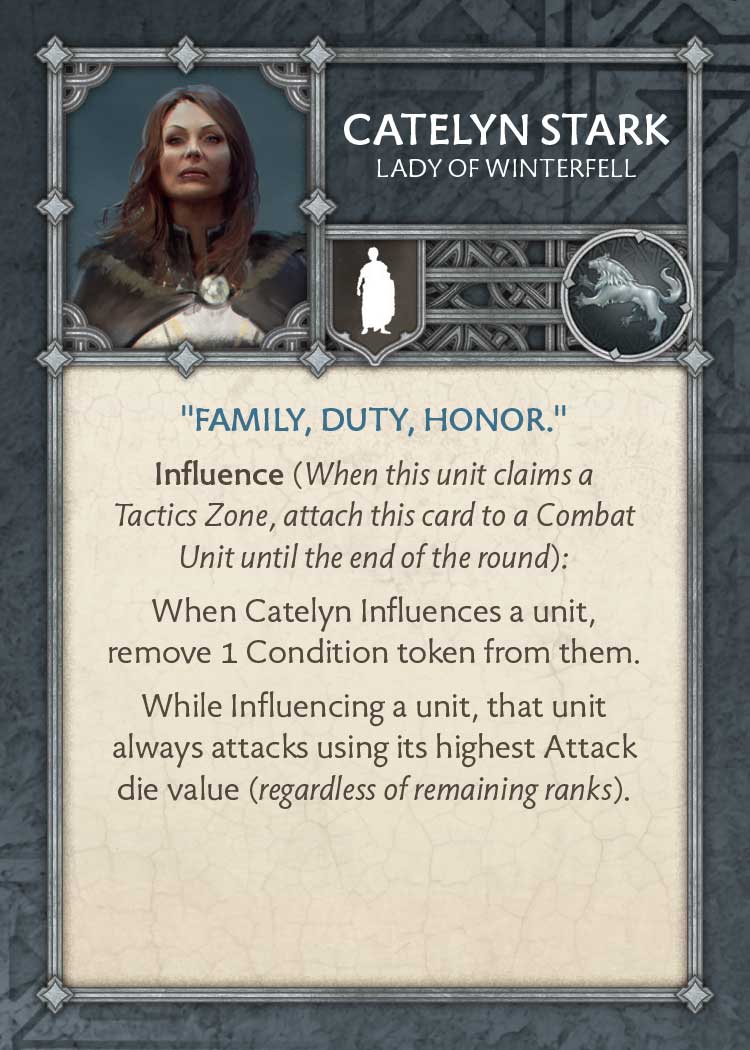 CATELYN STARK
LADY OF WINTERFELL
"FAMILY, DUTY, HONOR."
Influence (When this unit claims a
Tactics Zone, attach this card to a Combat
Unit until the end of the round):
When Catelyn Influences a unit,
remove 1 Condition token from them.
While Influencing a unit, that unit
always attacks using its highest Attack
die value (regardless of remaining ranks).